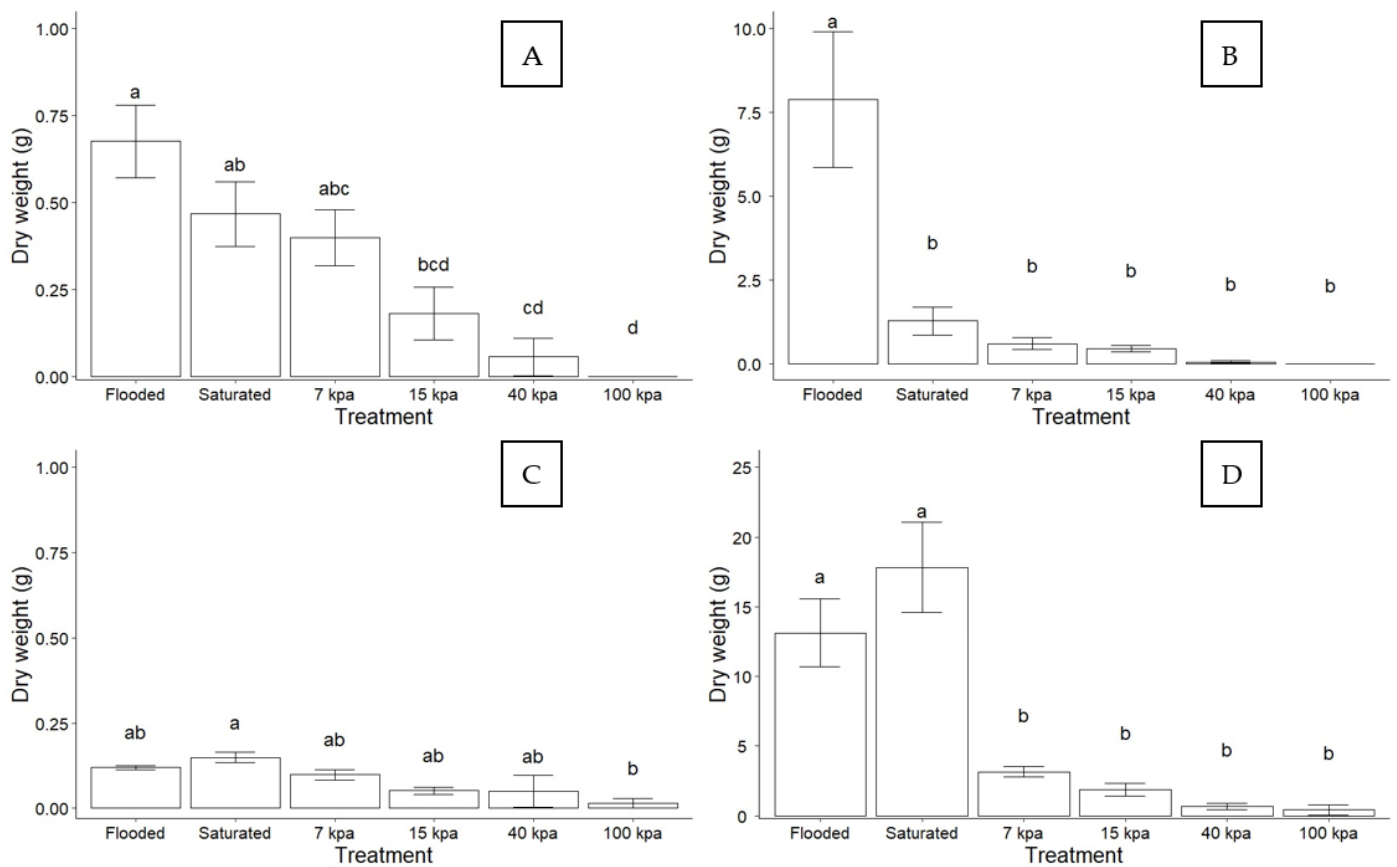 A
1.00
0.75
0.50
0.25
0.00
Dry weight (g)
a
ab
abc
bcd
cd
d
Flooded Saturated 7 kpa 15 kpa 40 kpa 100 kpa
Treatment
B
10.0
7.5
5.0
2.5
0.0
Dry weight (g)
a
b
b
b
b
b
Flooded Saturated 7 kpa 15 kpa 40 kpa 100 kpa
Treatment
C
1.00
0.75
0.50
0.25
0.00
Dry weight (g)
ab
a
ab
ab
ab
b
Flooded Saturated 7 kpa 15 kpa 40 kpa 100 kpa
Treatment
D
25
20
15
10
5
0
Dry weight (g)
a
a
b
b
b
b
Flooded Saturated 7 kpa 15 kpa 40 kpa 100 kpa
Treatment